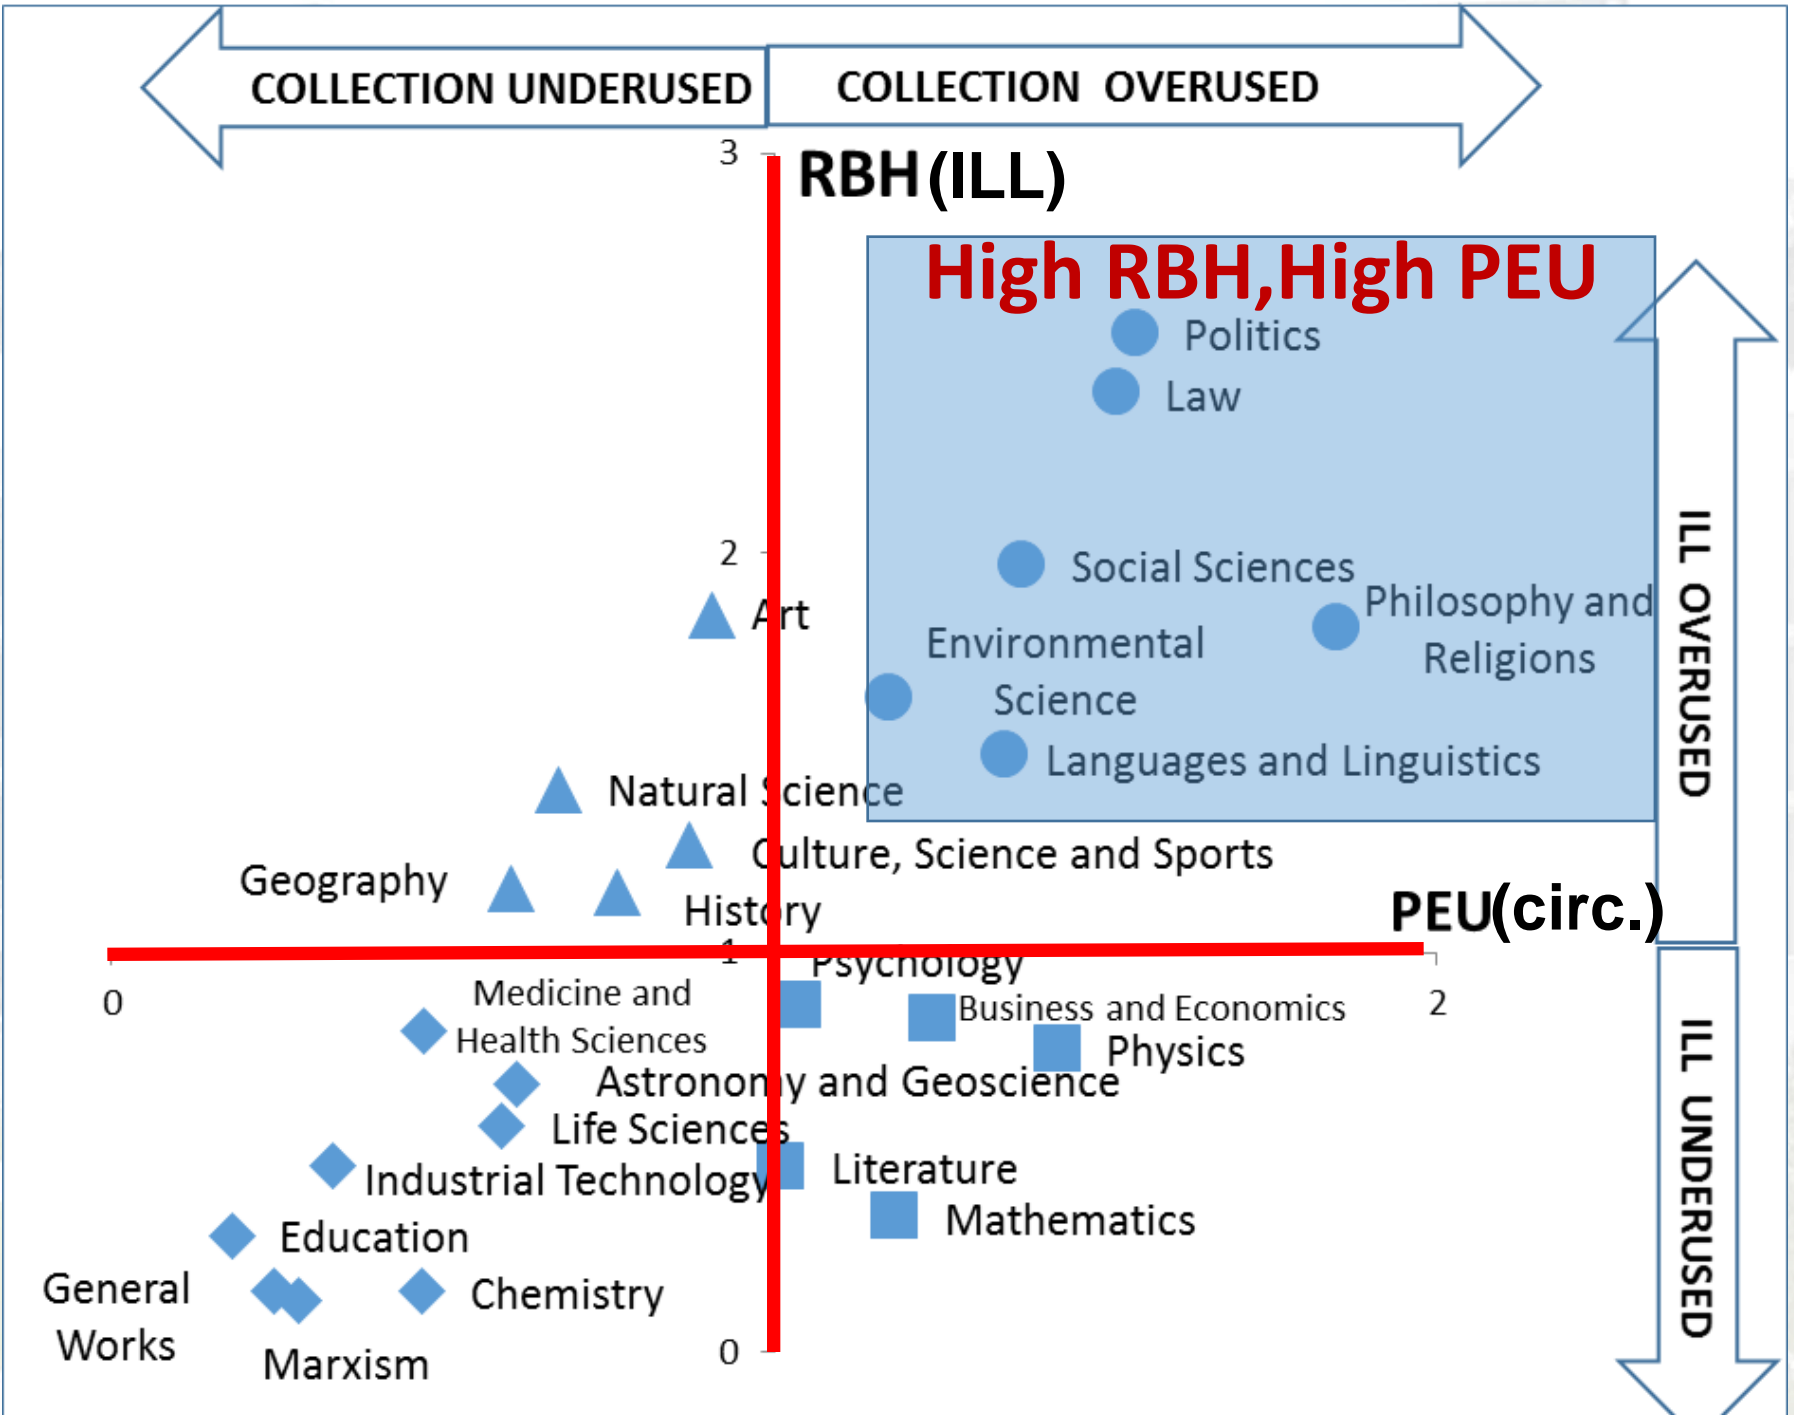 COLLECTION UNDERUSED
COLLECTION OVERUSED
3
RBH (ILL)
High RBH,High PEU
Politics
Law
2
Social Sciences
Art
Philosophy and
Religions
Environmental
Science
Languages and Linguistics
Natural Science
Culture, Science and Sports
Geography
History
PEU(circ.)
ILL OVERUSED
1
0
2
Psychology
Medicine and
Health Sciences
Business and Economics
Physics
Astronomy and Geoscience
Life Sciences
Industrial Technology
Literature
Mathematics
Education
General
Works
Chemistry
Marxism
0
ILL UNDERUSED